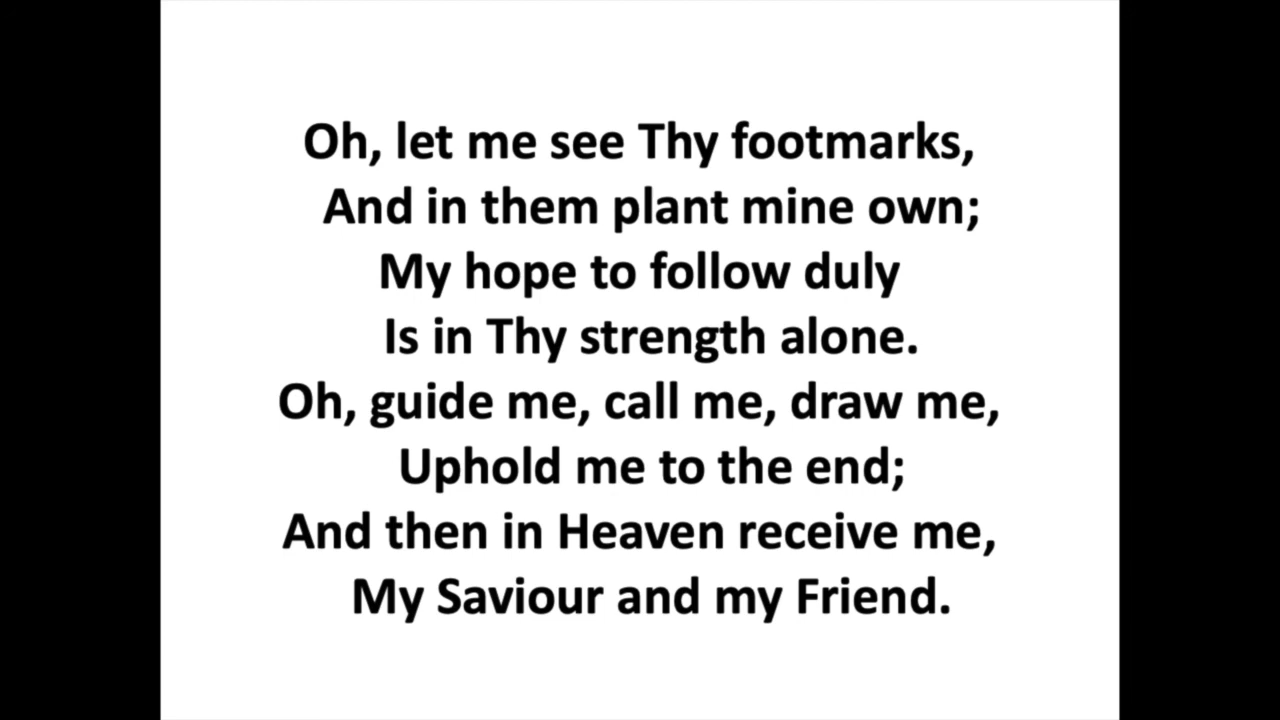 Oh, let me see Thy footmarks,
And in them plant mine own;
My hope to follow duly
Is in Thy strength alone.
Oh, guide me, call me, draw me,
Uphold me to the end;
And then in Heaven receive me,
My Saviour and my Friend.